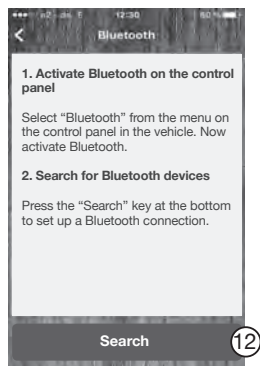 12:30
Bluetooth
1. Activate Bluetooth on the control
panel
Select “Bluetooth” from the menu on
the control panel in the vehicle. Now
activate Bluetooth.
2. Search for Bluetooth devices
Press the “Search” key at the bottom
to set up a Bluetooth connection.
Search
12